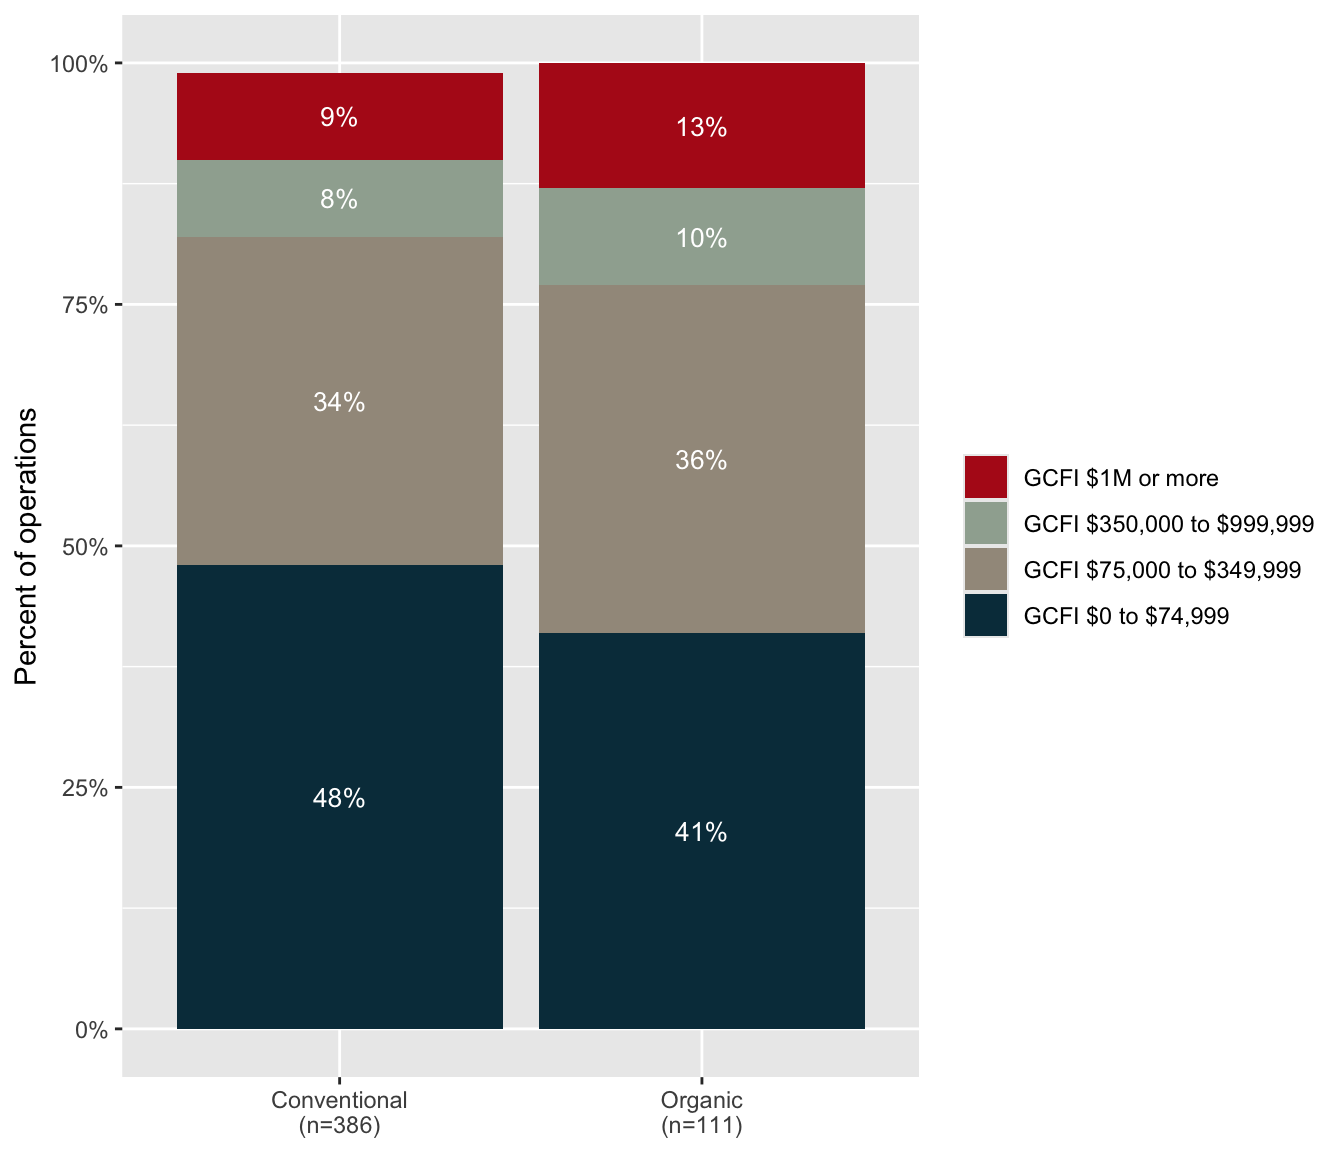 100%
75%
50%
25%
0%
Percent of operations
9%
8%
34%
48%
13%
10%
36%
41%
Conventional
(n=386)
Organic
(n=111)
GCFI $1M or more
GCFI $350,000 to $999,999
GCFI $75,000 to $349,999
GCFI $0 to $74,999